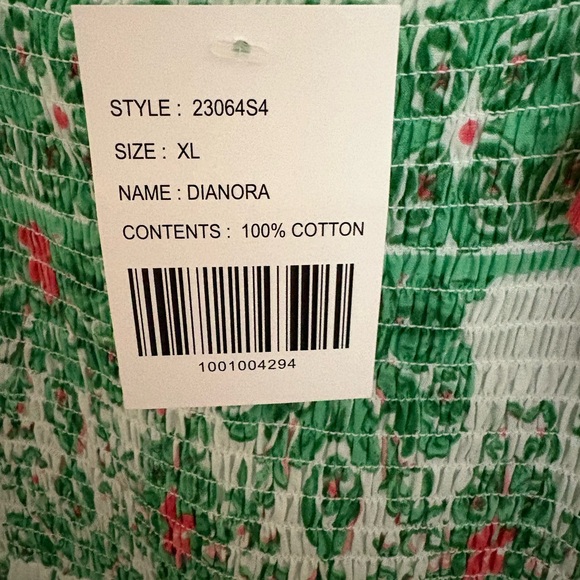 STYLE : 23064S4
SIZE : XL
NAME : DIANORA
CONTENTS : 100% COTTON
1001004294